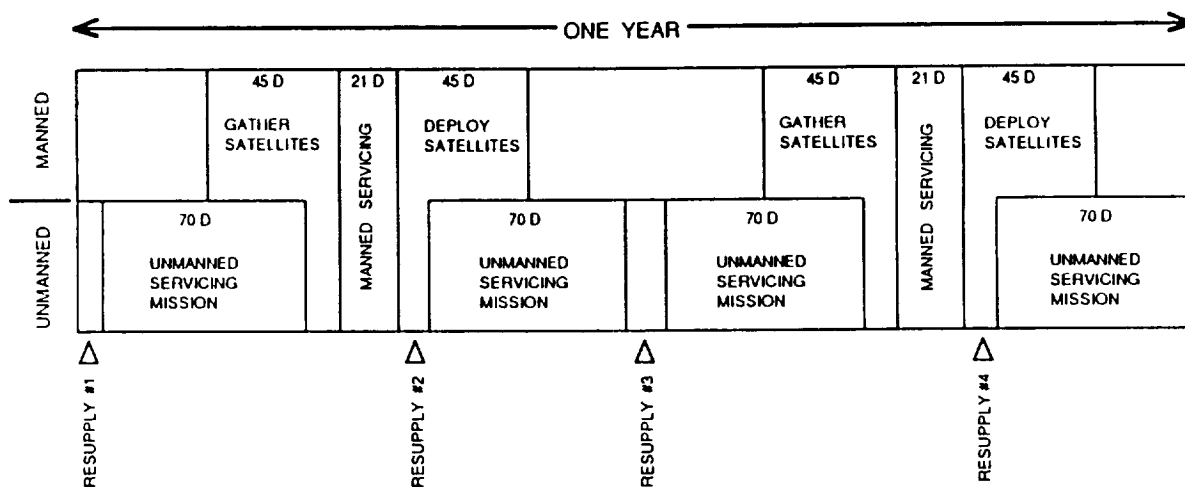 ONE YEAR
MANNED
45 D
GATHER
SATELLITES
21 D
MANNED SERVICING
45 D
DEPLOY
SATELLITES
45 D
GATHER
SATELLITES
21 D
MANNED SERVICING
45 D
DEPLOY
SATELLITES
UNMANNED
70 D
UNMANNED
SERVICING
MISSION
70 D
UNMANNED
SERVICING
MISSION
70 D
UNMANNED
SERVICING
MISSION
70 D
UNMANNED
SERVICING
MISSION
RESUPPLY #1
RESUPPLY #2
RESUPPLY #3
RESUPPLY #4